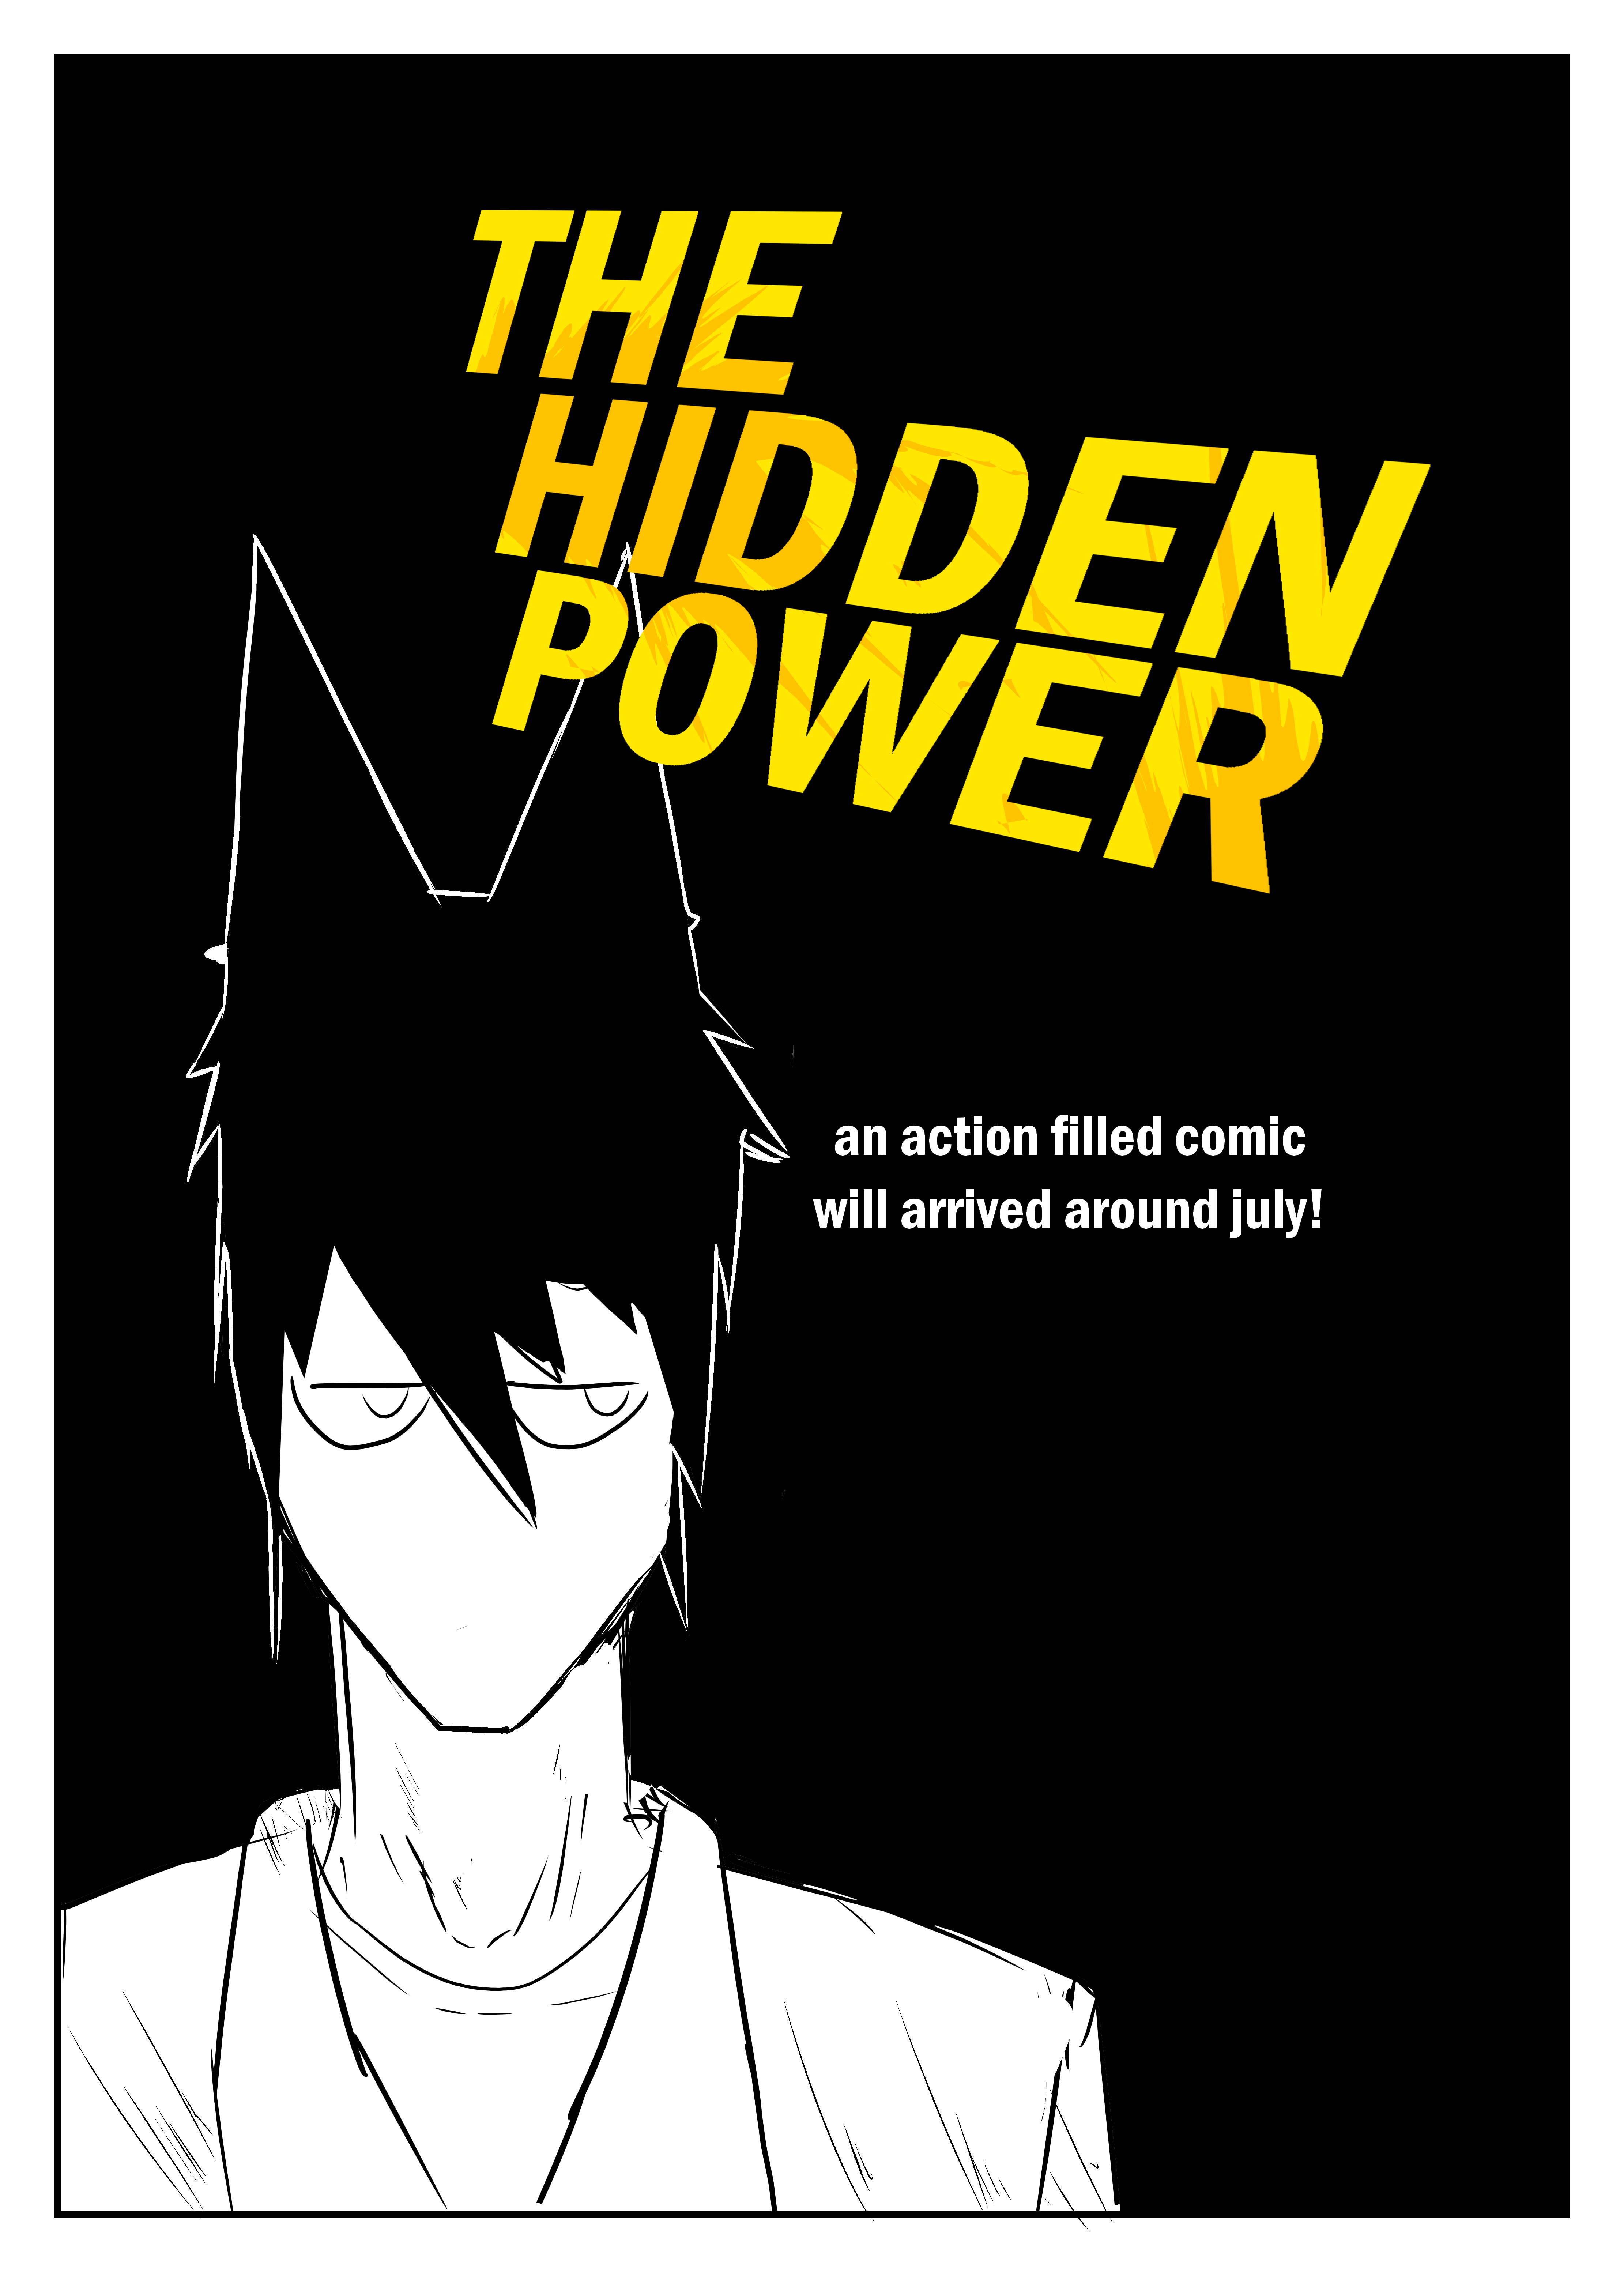 THE
HIDDEN
POWER
an action filled comic
will arrived around july!